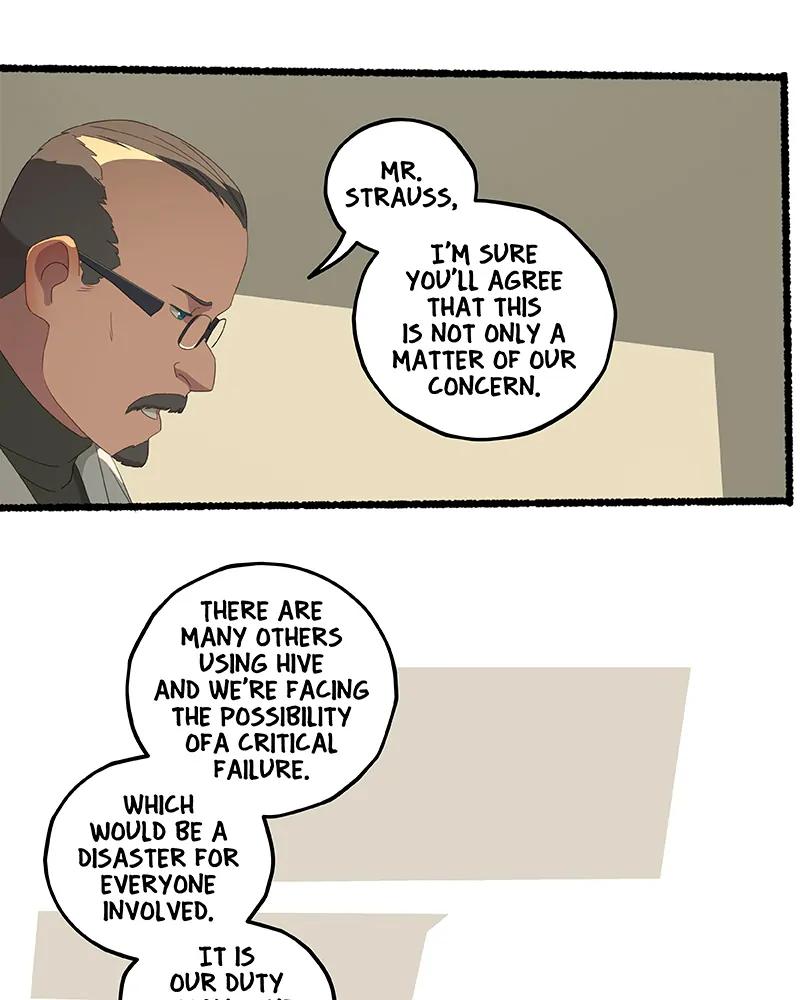 MR.
STRAUSS,
I'M SURE
YOU'LL AGREE
THAT THIS
IS NOT ONLY A
MATTER OF OUR
CONCERN.
THERE ARE
MANY OTHERS
USING HIVE
AND WE'RE FACING
THE POSSIBILITY
OFA CRITICAL
FAILURE.
WHICH
WOULD BE A
DISASTER FOR
EVERYONE
INVOLVED.
IT IS
OUR DUTY